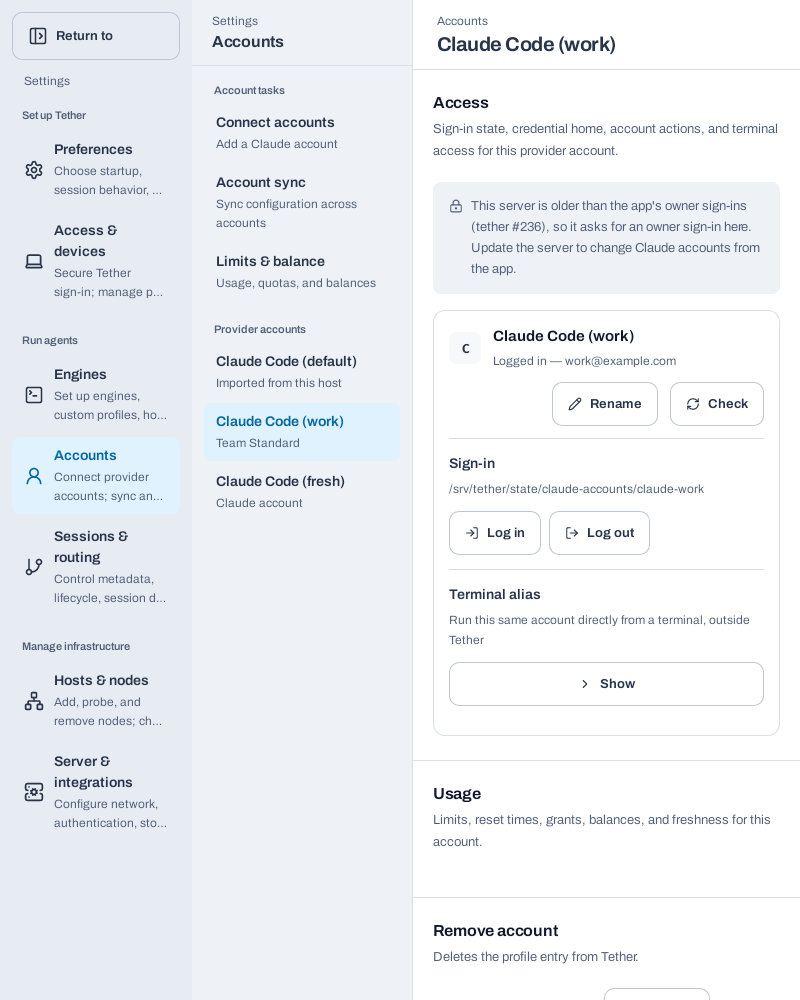 Return to
Settings
Set up Tether
Preferences
Choose startup,
session behavior, ...
Access &
devices
Secure Tether
sign-in; manage p...
Run agents
Engines
Set up engines,
custom profiles, ho...
Accounts
Connect provider
accounts; sync an...
Sessions &
routing
Control metadata,
lifecycle, session d...
Manage infrastructure
Hosts & nodes
Add, probe, and
remove nodes; ch...
Server &
integrations
Configure network,
authentication, sto...
Settings
Accounts
Account tasks
Connect accounts
Add a Claude account
Account sync
Sync configuration across
accounts
Limits & balance
Usage, quotas, and balances
Provider accounts
Claude Code (default)
Imported from this host
Claude Code (work)
Team Standard
Claude Code (fresh)
Claude account
Accounts
Claude Code (work)
Access
Sign-in state, credential home, account actions, and terminal
access for this provider account.
This server is older than the app's owner sign-ins
(tether #236), so it asks for an owner sign-in here.
Update the server to change Claude accounts from
the app.
C
Claude Code (work)
Logged in — work@example.com
Rename
Check
Sign-in
/srv/tether/state/claude-accounts/claude-work
Log in
Log out
Terminal alias
Run this same account directly from a terminal, outside
Tether
Show
Usage
Limits, reset times, grants, balances, and freshness for this
account.
Remove account
Deletes the profile entry from Tether.